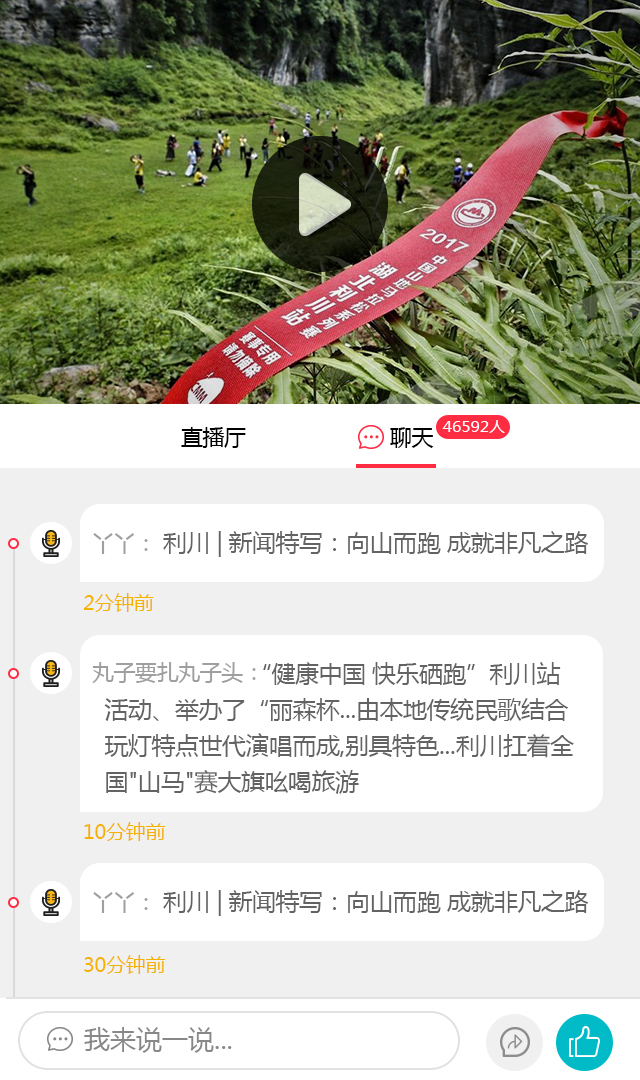 2017
中国山地马拉松系列赛
湖北利川站
赛事专用
直播厅
聊天
46592人
丫丫： 利川 | 新闻特写：向山而跑 成就非凡之路
2分钟前
丸子要扎丸子头：“健康中国 快乐硒跑”利川站
活动、举办了“丽森杯...由本地传统民歌结合
玩灯特点世代演唱而成,别具特色...利川扛着全
国"山马"赛大旗吆喝旅游
10分钟前
丫丫： 利川 | 新闻特写：向山而跑 成就非凡之路
30分钟前
我来说一说...